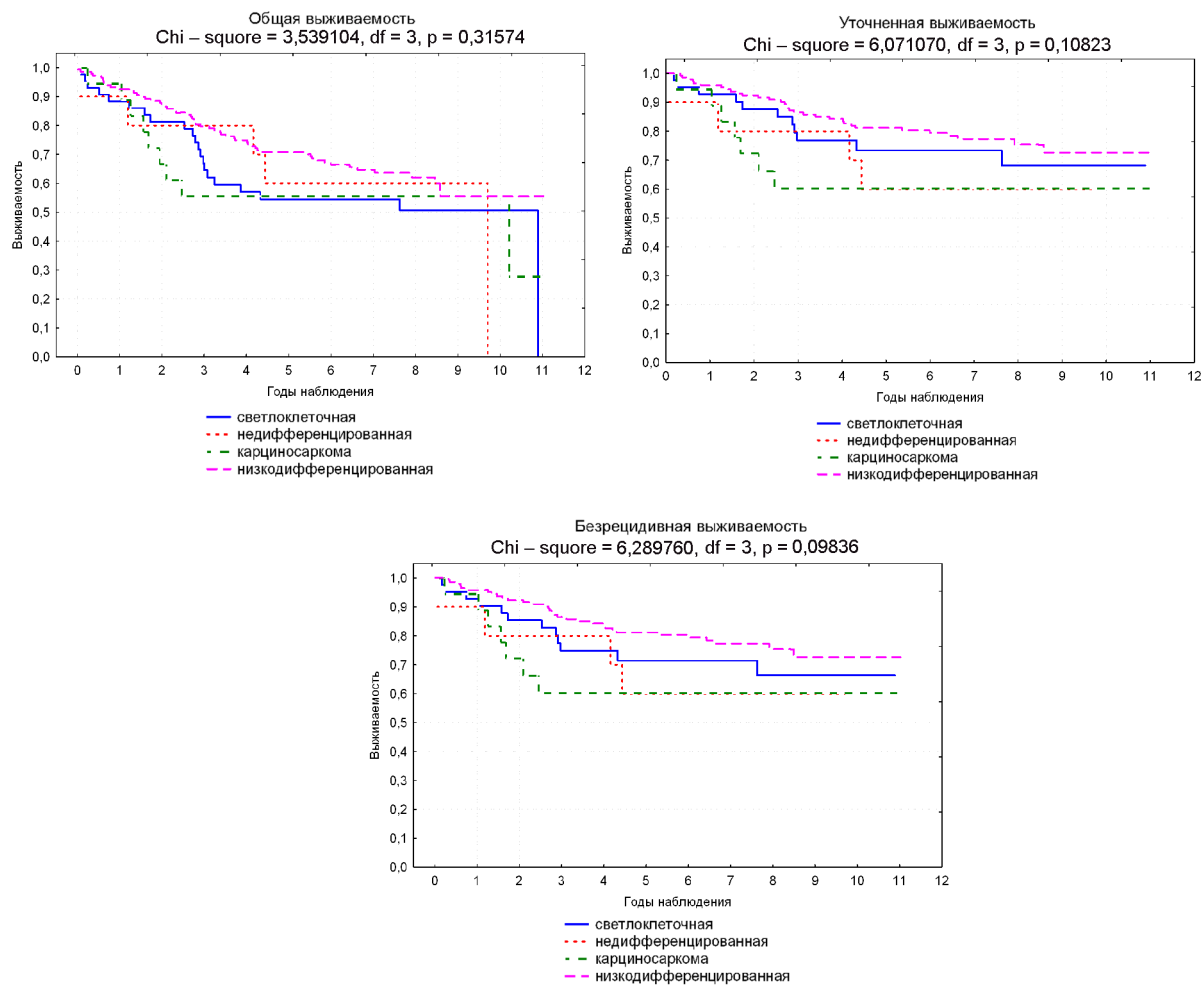 Общая выживаемость
Chi – squore = 3,539104, df = 3, p = 0,31574
1,0
0,9
0,8
0,7
0,6
0,5
0,4
0,3
0,2
0,1
0,0
Выживаемость
0 1 2 3 4 5 6 7 8 9 10 11 12
Годы наблюдения
светлоклеточная
недифференцированная
карциносаркома
низкодифференцированная
Уточненная выживаемость
Chi – squore = 6,071070, df = 3, p = 0,10823
1,0
0,9
0,8
0,7
0,6
0,5
0,4
0,3
0,2
0,1
0,0
Выживаемость
0 1 2 3 4 5 6 7 8 9 10 11 12
Годы наблюдения
светлоклеточная
недифференцированная
карциносаркома
низкодифференцированная
Безрецидивная выживаемость
Chi – squore = 6,289760, df = 3, p = 0,09836
1,0
0,9
0,8
0,7
0,6
0,5
0,4
0,3
0,2
0,1
0,0
Выживаемость
0 1 2 3 4 5 6 7 8 9 10 11 12
Годы наблюдения
светлоклеточная
недифференцированная
карциносаркома
низкодифференцированная